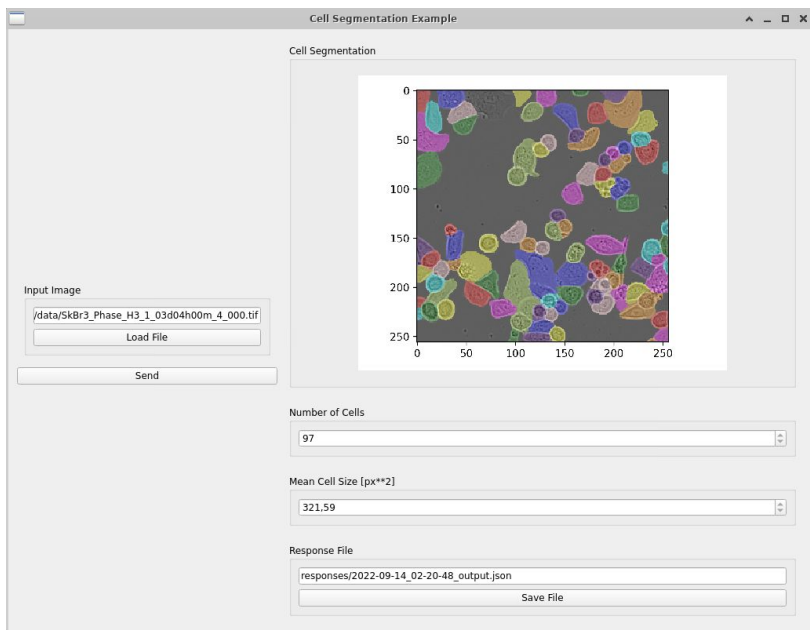 Cell Segmentation Example
Input Image
/data/SkBr3_Phase_H3_1_03d04h00m_4_000.tif
Load File
Send
Cell Segmentation
0
50
100
150
200
250
0 50 100 150 200 250
Number of Cells
97
Mean Cell Size [px**2]
321,59
Response File
responses/2022-09-14_02-20-48_output.json
Save File